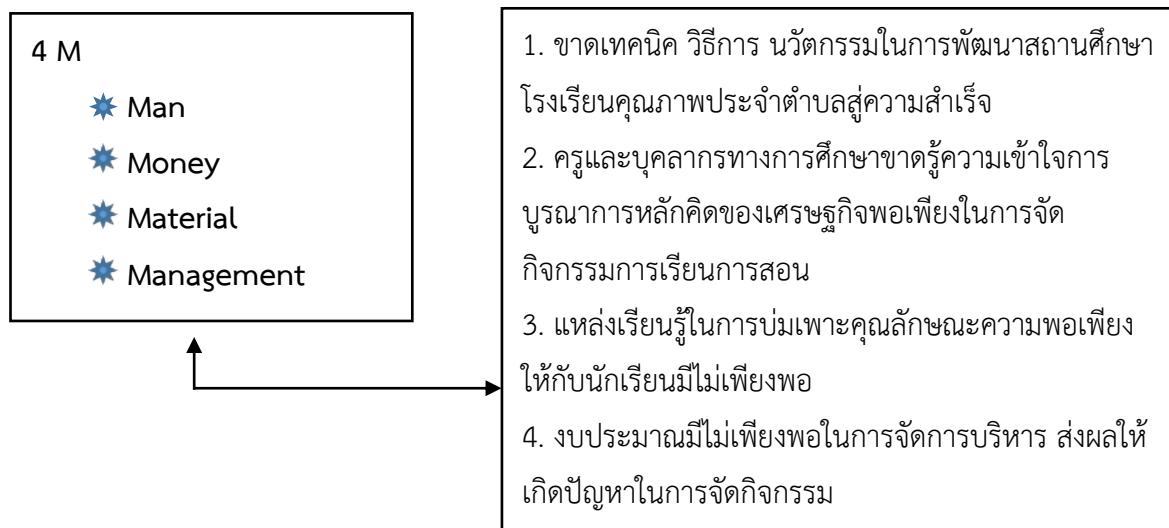 4 M
Man
Money
Material
Management
1. ขาดเทคนิค วิธีการ นวัตกรรมในการพัฒนาสถานศึกษา
โรงเรียนคุณภาพประจำตำบลสู่ความสำเร็จ
2. ครูและบุคลากรทางการศึกษาขาดรู้ความเข้าใจการ
บูรณาการหลักคิดของเศรษฐกิจพอเพียงในการจัด
กิจกรรมการเรียนการสอน
3. แหล่งเรียนรู้ในการบ่มเพาะคุณลักษณะความพอเพียง
ให้กับนักเรียนมีไม่เพียงพอ
4. งบประมาณมีไม่เพียงพอในการจัดการบริหาร ส่งผลให้
เกิดปัญหาในการจัดกิจกรรม